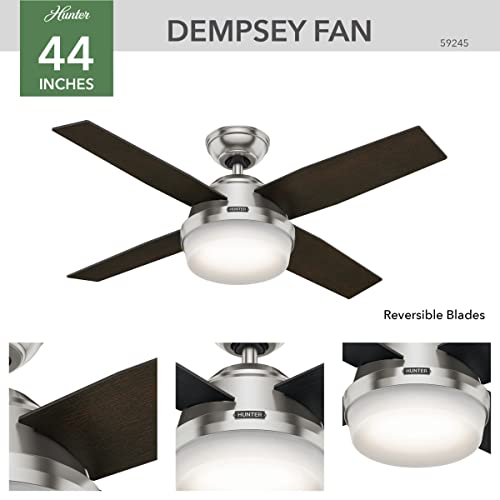 Hunter
44
INCHES
DEMPSEY FAN
59245
HUNTER
Reversible Blades
HUNTER
HUNTER